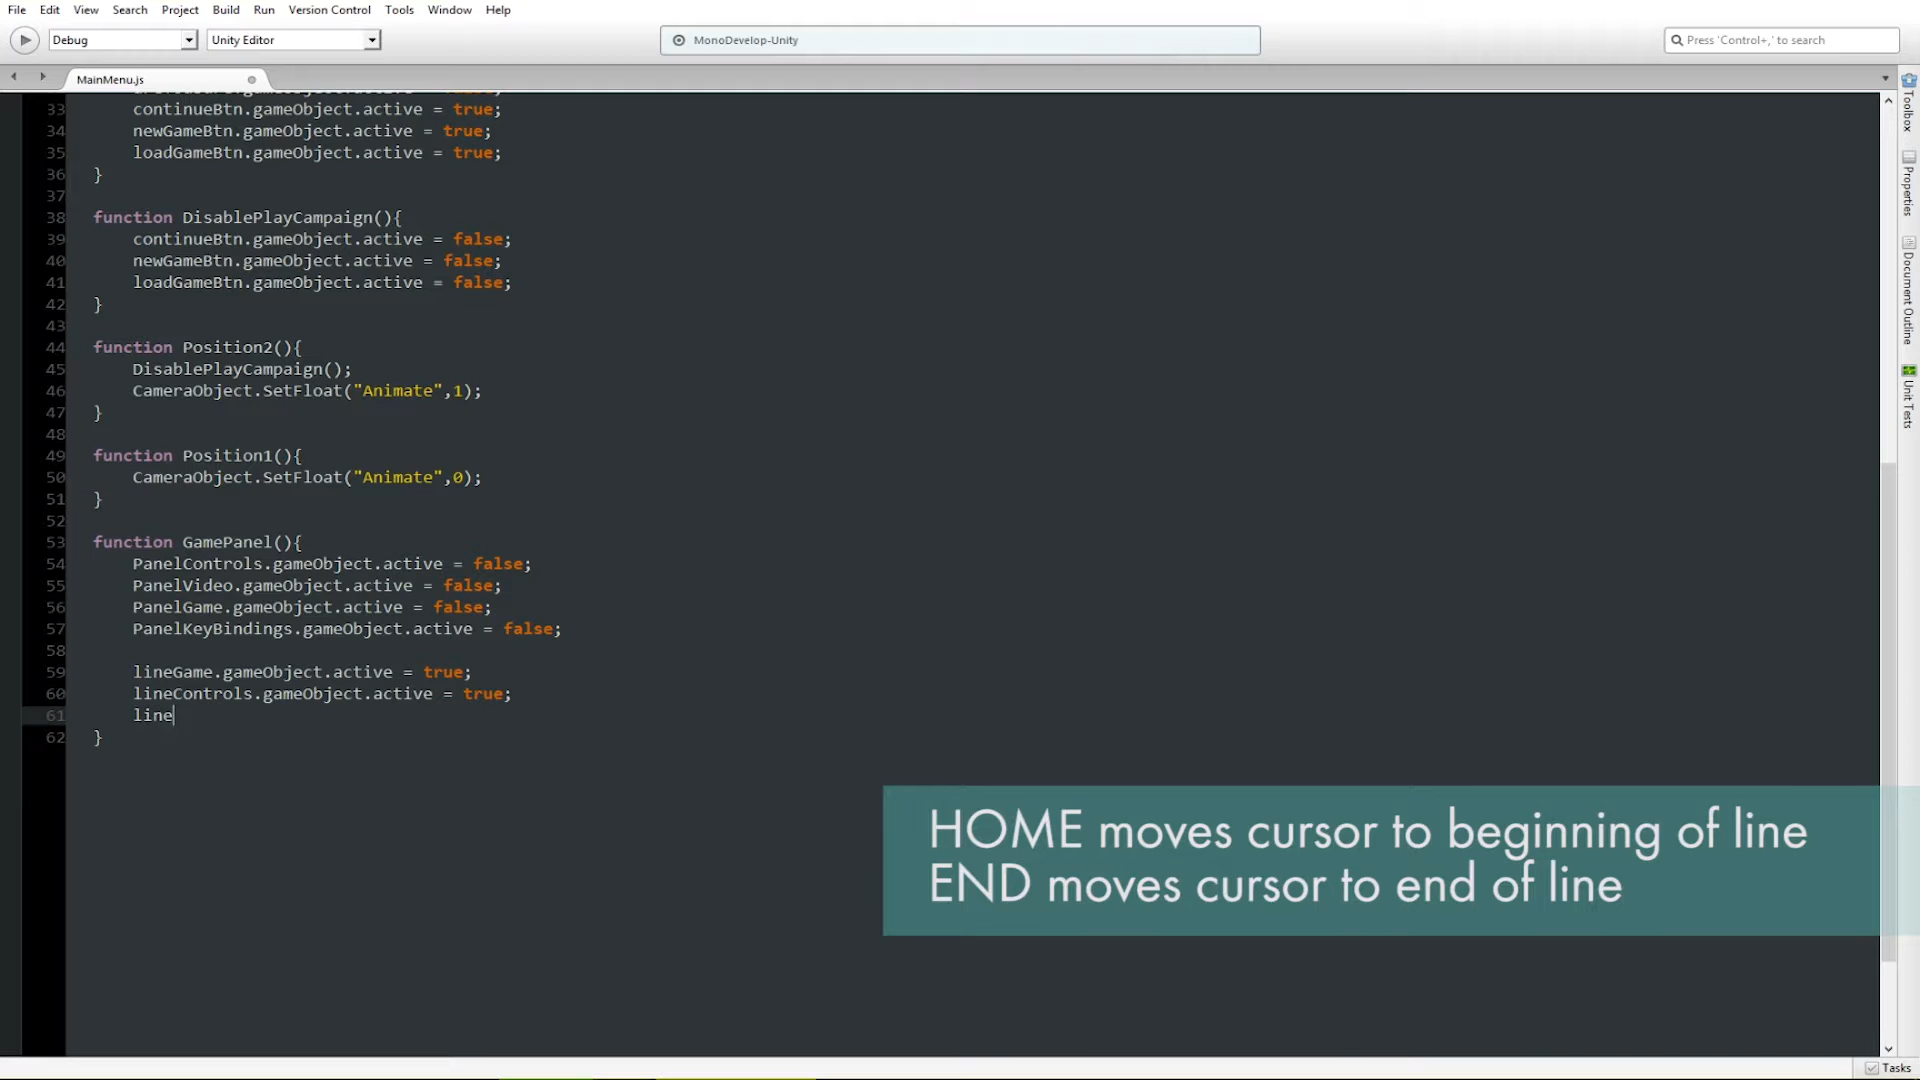 File Edit View Search Project Build Run Version Control Tools Window Help
Debug Unity Editor MonoDevelop-Unity Press 'Control+,' to search
MainMenu.js
33 continueBtn.gameObject.active = true;
34 newGameBtn.gameObject.active = true;
35 loadGameBtn.gameObject.active = true;
36 }
37
38 function DisablePlayCampaign(){
39 continueBtn.gameObject.active = false;
40 newGameBtn.gameObject.active = false;
41 loadGameBtn.gameObject.active = false;
42 }
43
44 function Position2(){
45 DisablePlayCampaign();
46 CameraObject.SetFloat("Animate",1);
47 }
48
49 function Position1(){
50 CameraObject.SetFloat("Animate",0);
51 }
52
53 function GamePanel(){
54 PanelControls.gameObject.active = false;
55 PanelVideo.gameObject.active = false;
56 PanelGame.gameObject.active = false;
57 PanelKeyBindings.gameObject.active = false;
58
59 lineGame.gameObject.active = true;
60 lineControls.gameObject.active = true;
61 line
62 }
HOME moves cursor to beginning of line
END moves cursor to end of line
Toolbox
Properties
Document Outline
Unit Tests
Tasks